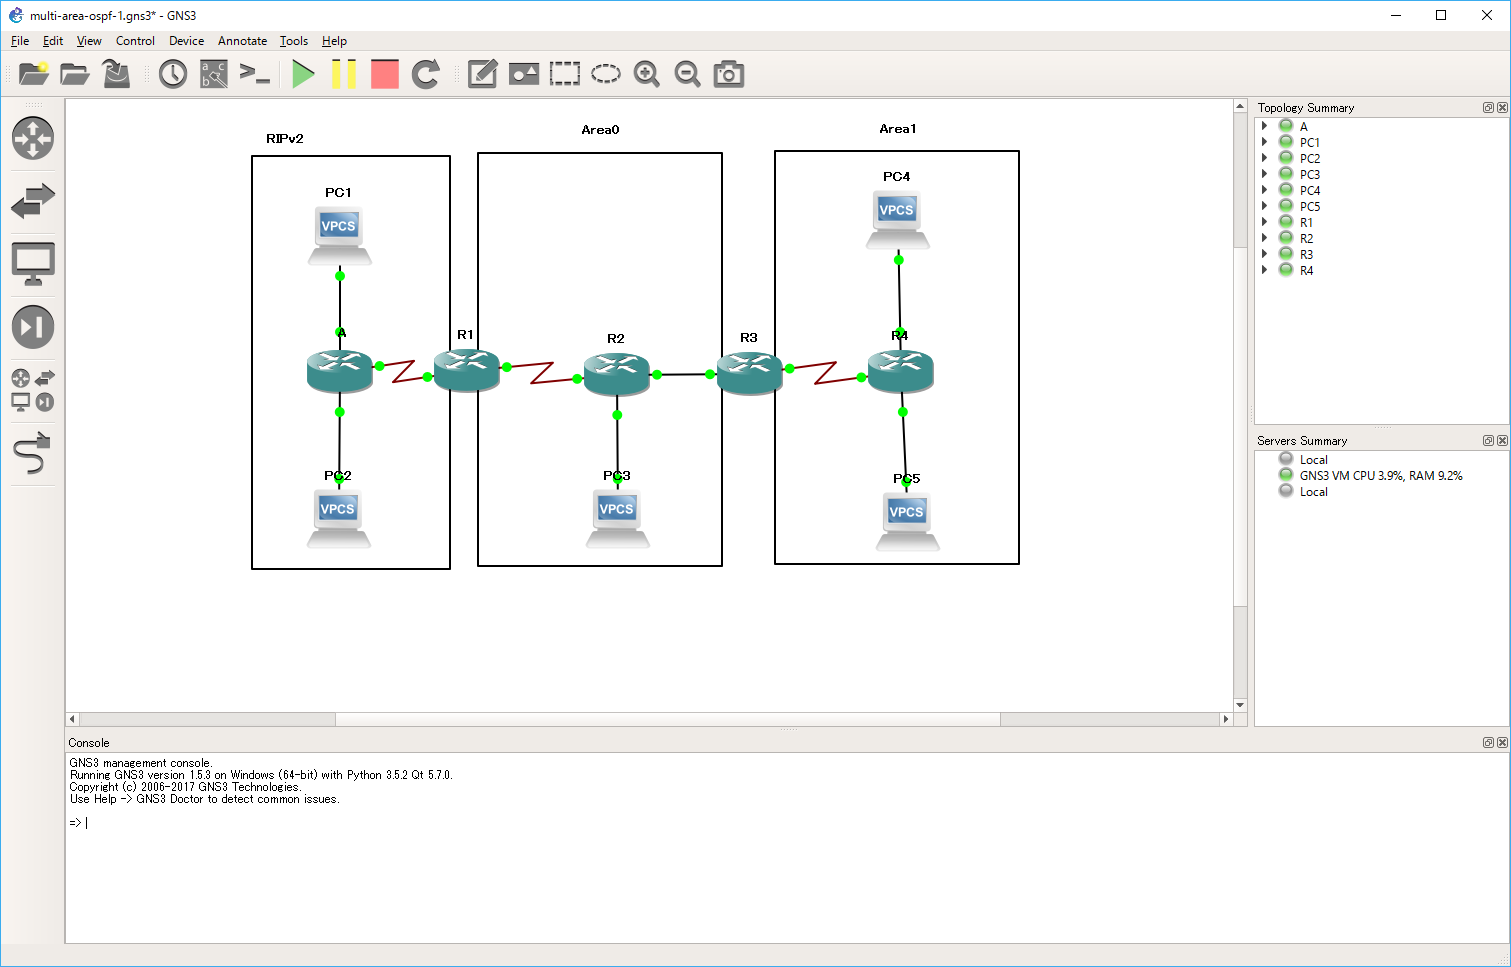 multi-area-ospf-1.gns3* - GNS3
File Edit View Control Device Annotate Tools Help
RIPv2
Area0
Area1
PC1
VPCS
PC4
VPCS
A
R1
R2
R3
R4
PC2
VPCS
PC3
VPCS
PC5
VPCS
Topology Summary
A
PC1
PC2
PC3
PC4
PC5
R1
R2
R3
R4
Servers Summary
Local
GNS3 VM CPU 3.9%, RAM 9.2%
Local
Console
GNS3 management console.
Running GNS3 version 1.5.3 on Windows (64-bit) with Python 3.5.2 Qt 5.7.0.
Copyright (c) 2006-2017 GNS3 Technologies.
Use Help -> GNS3 Doctor to detect common issues.
=>